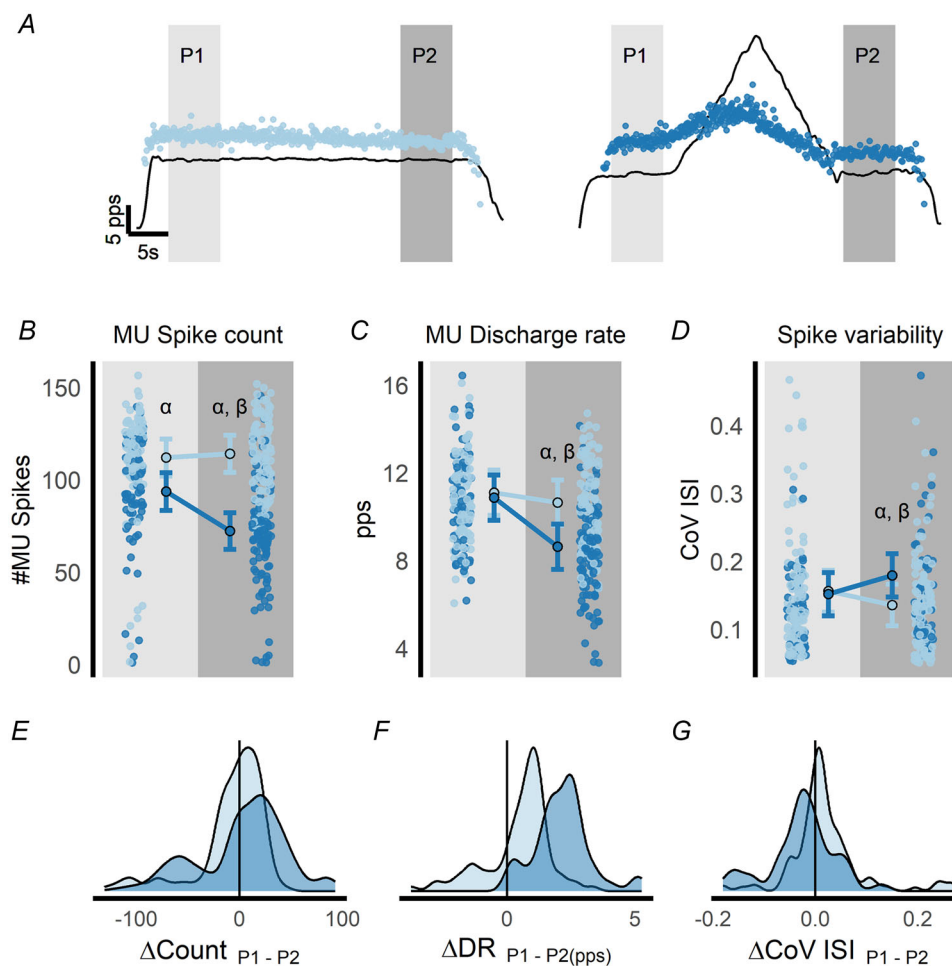 A
P1
P2
P1
P2
5 pps
5s
B
MU Spike count
C
MU Discharge rate
D
Spike variability
#MU Spikes
150
100
50
0
α
α, β
pps
16
12
8
4
α, β
CoV ISI
0.4
0.3
0.2
0.1
α, β
E
F
G
-100
0
100
0
5
-0.2
0.0
0.2
ΔCount P1 - P2
ΔDR P1 - P2(pps)
ΔCoV ISI P1 - P2